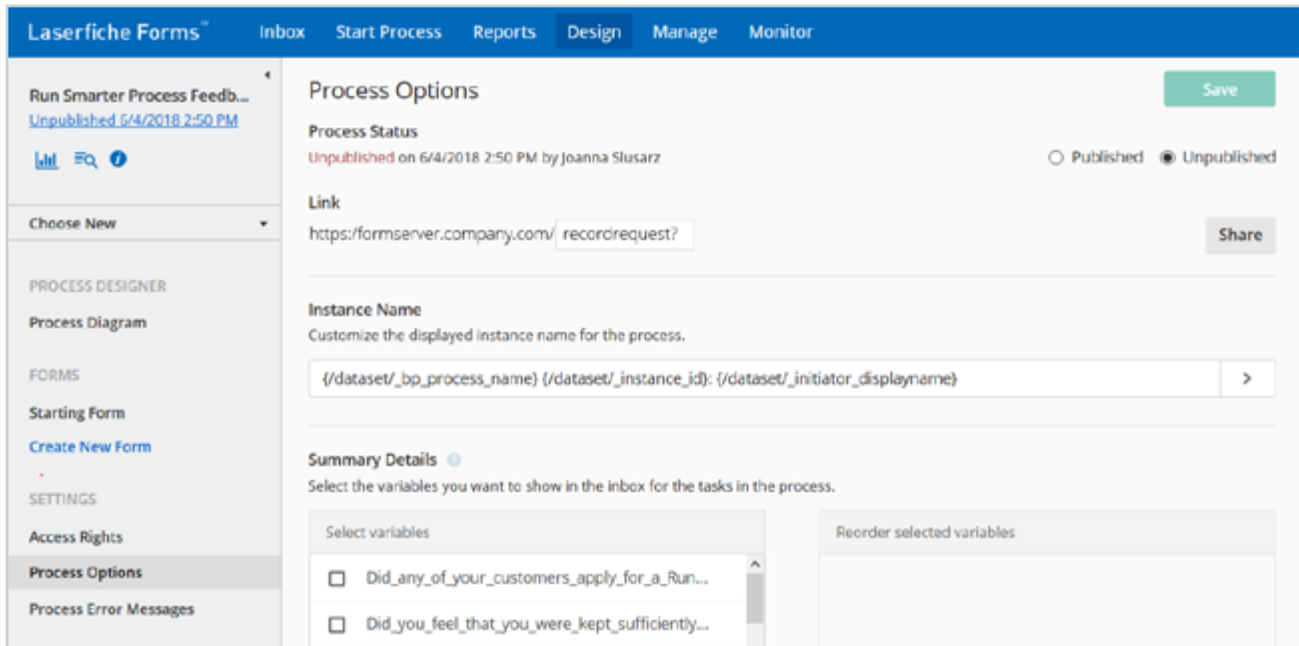 Laserfiche Forms™ Inbox Start Process Reports Design Manage Monitor
Run Smarter Process Feedb...
Unpublished 6/4/2018 2:50 PM
Choose New
PROCESS DESIGNER
Process Diagram
FORMS
Starting Form
Create New Form
SETTINGS
Access Rights
Process Options
Process Error Messages
Process Options
Save
Process Status
Unpublished on 6/4/2018 2:50 PM by Joanna Slusarz
Published Unpublished
Link
https:/formserver.company.com/ recordrequest?
Share
Instance Name
Customize the displayed instance name for the process.
{/dataset/_bp_process_name} {/dataset/_instance_id}: {/dataset/_initiator_displayname}
Summary Details
Select the variables you want to show in the inbox for the tasks in the process.
Select variables
Did_any_of_your_customers_apply_for_a_Run...
Did_you_feel_that_you_were_kept_sufficiently...
Reorder selected variables